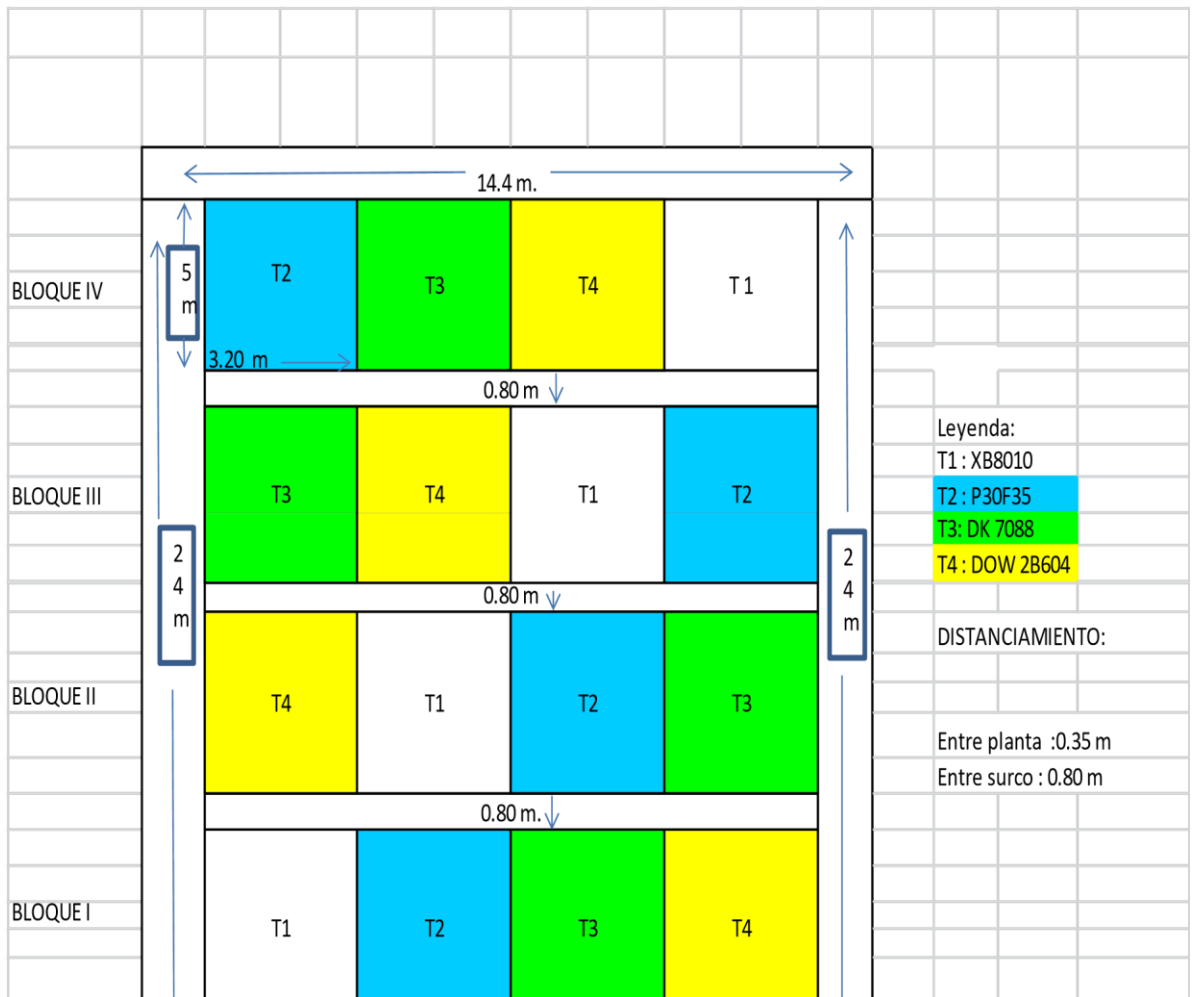 14.4 m.
BLOQUE IV
5
m
T2
T3
T4
T 1
3.20 m
0.80 m
BLOQUE III
T3
T4
T1
T2
2
4
m
2
4
m
0.80 m
BLOQUE II
T4
T1
T2
T3
0.80 m.
BLOQUE I
T1
T2
T3
T4
Leyenda:
T1 : XB8010
T2 : P30F35
T3: DK 7088
T4 : DOW 2B604
DISTANCIAMIENTO:
Entre planta :0.35 m
Entre surco : 0.80 m